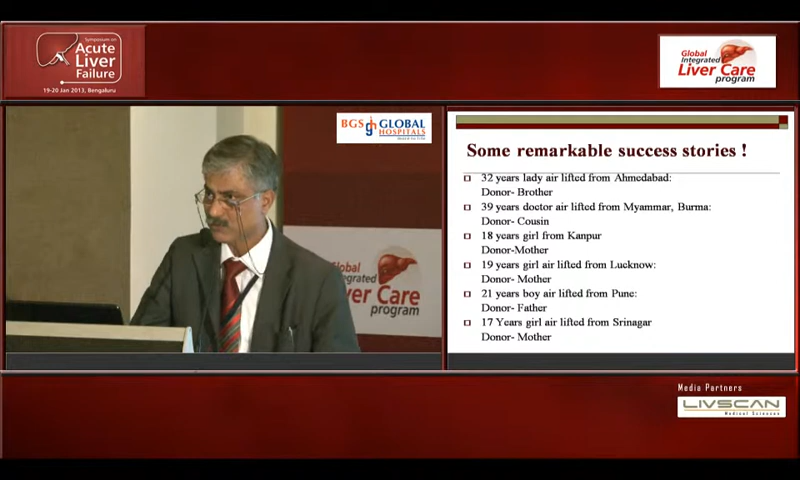 Symposium on
Acute
Liver
Failure
19-20 Jan 2013, Bengaluru
Global
Integrated
Liver Care
program
BGS GLOBAL
HOSPITALS
Global
Integrated
ver Care
program
Some remarkable success stories !
32 years lady air lifted from Ahmedabad:
Donor- Brother
39 years doctor air lifted from Myammar, Burma:
Donor- Cousin
18 years girl from Kanpur
Donor-Mother
19 years girl air lifted from Lucknow:
Donor- Mother
21 years boy air lifted from Pune:
Donor- Father
17 Years girl air lifted from Srinagar
Donor- Mother
Media Partners
LIVSCAN
Medical Sciences